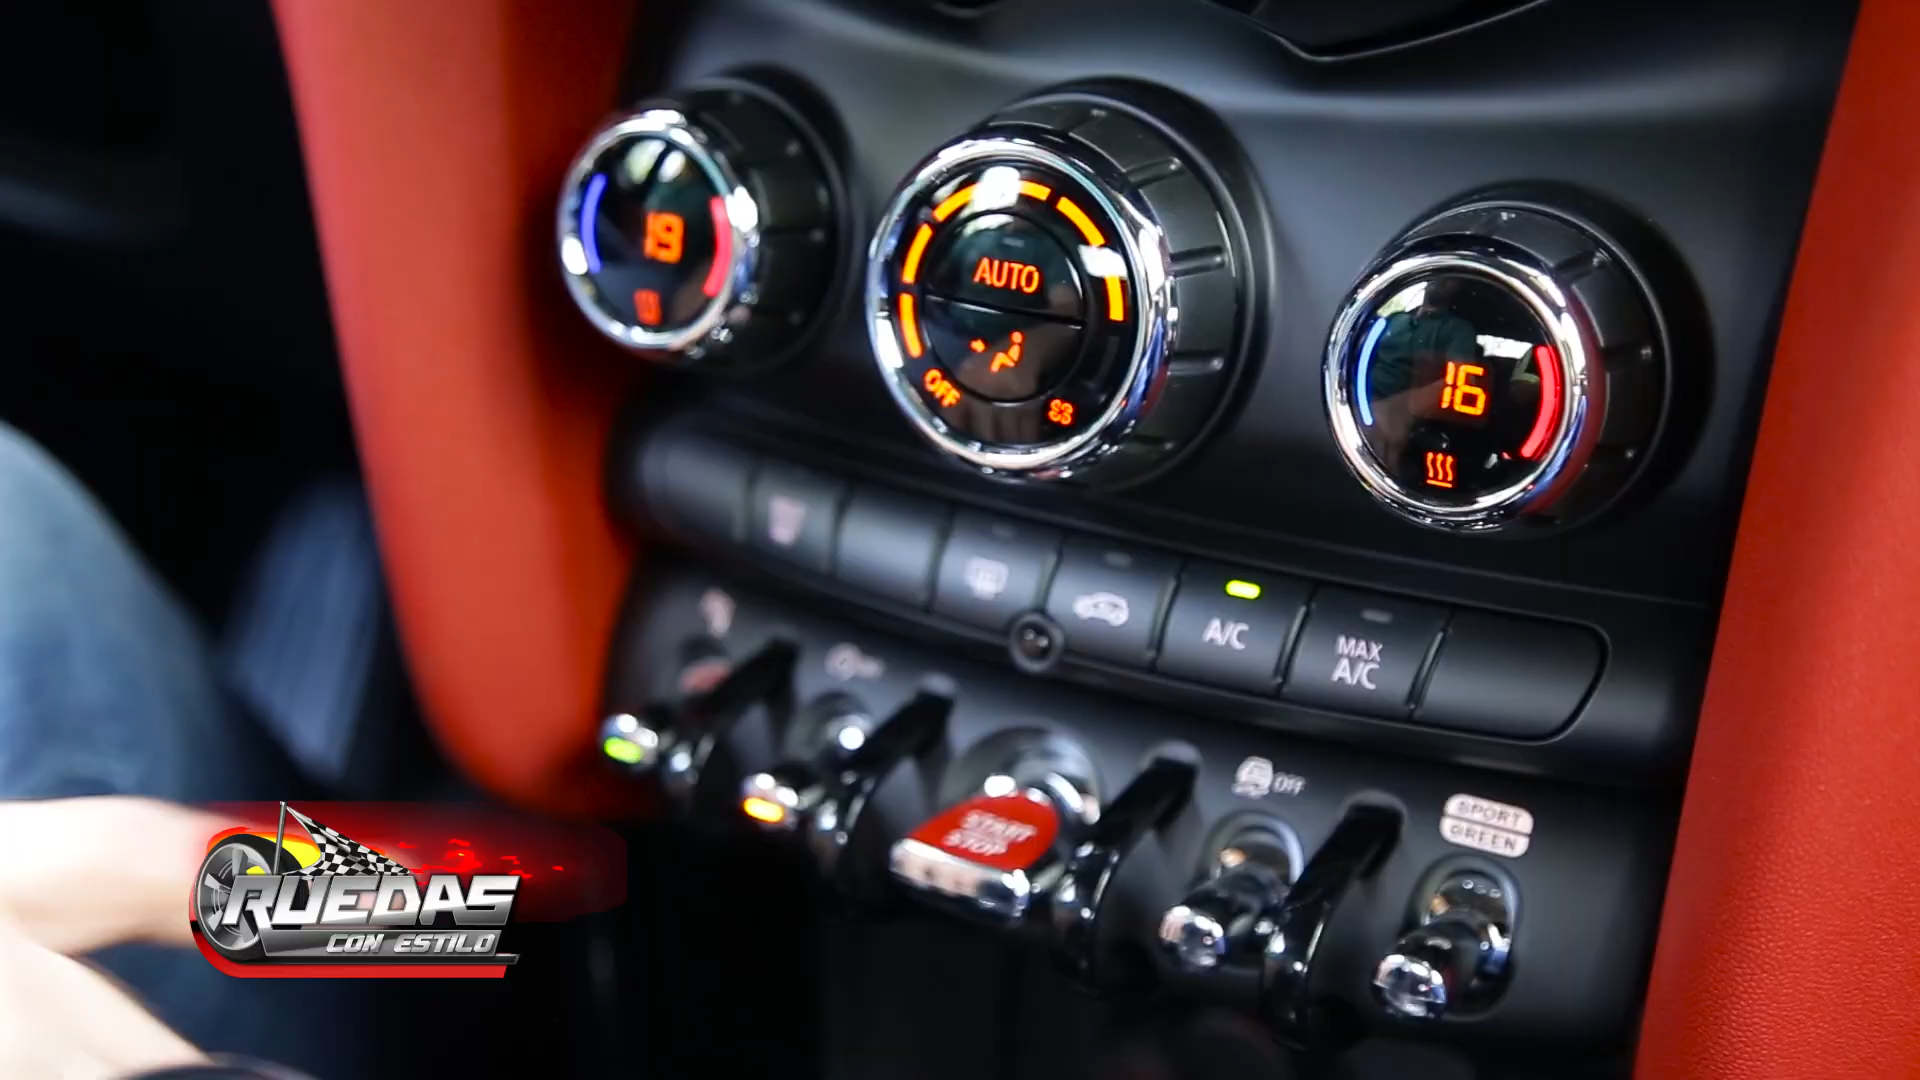 19
AUTO
OFF
16
A/C
MAX
A/C
START
STOP
OFF
SPORT
GREEN
RUEDAS
CON ESTILO